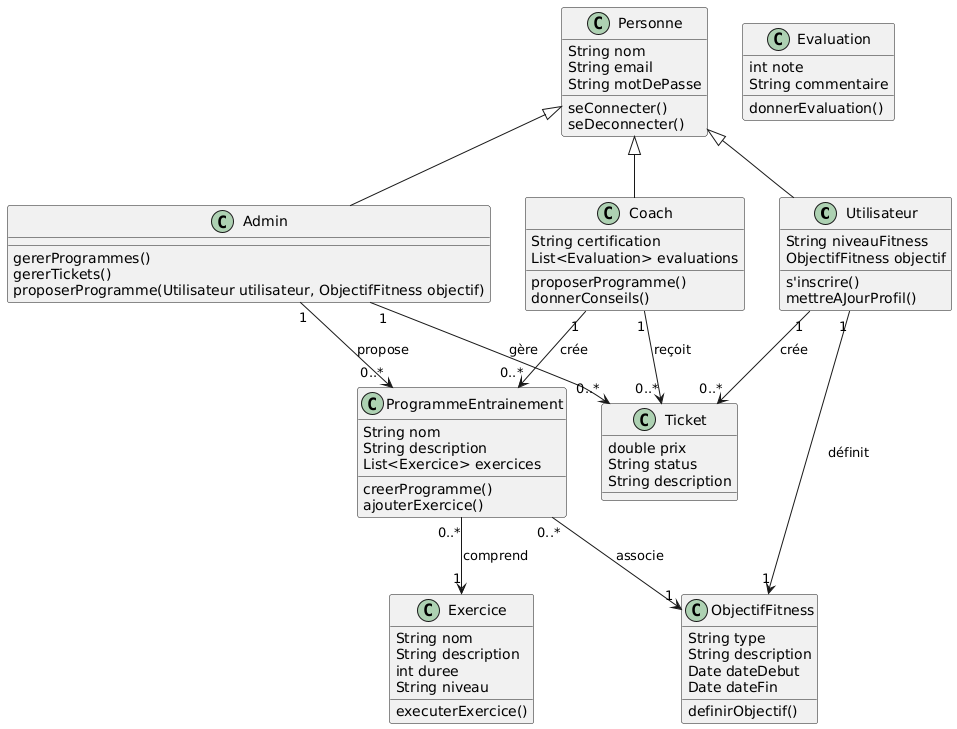 C Personne
String nom
String email
String motDePasse
seConnecter()
seDeconnecter()
C Evaluation
int note
String commentaire
donnerEvaluation()
C Admin
gererProgrammes()
gererTickets()
proposerProgramme(Utilisateur utilisateur, ObjectifFitness objectif)
C Coach
String certification
List<Evaluation> evaluations
proposerProgramme()
donnerConseils()
C Utilisateur
String niveauFitness
ObjectifFitness objectif
s'inscrire()
mettreAJourProfil()
1
1
1
1
1
1
propose
gère
crée
reçoit
crée
0..*
0..*
0..*
0..*
0..*
définit
C ProgrammeEntrainement
String nom
String description
List<Exercice> exercices
creerProgramme()
ajouterExercice()
C Ticket
double prix
String status
String description
0..*
0..*
comprend
associe
1
1
1
C Exercice
String nom
String description
int duree
String niveau
executerExercice()
C ObjectifFitness
String type
String description
Date dateDebut
Date dateFin
definirObjectif()